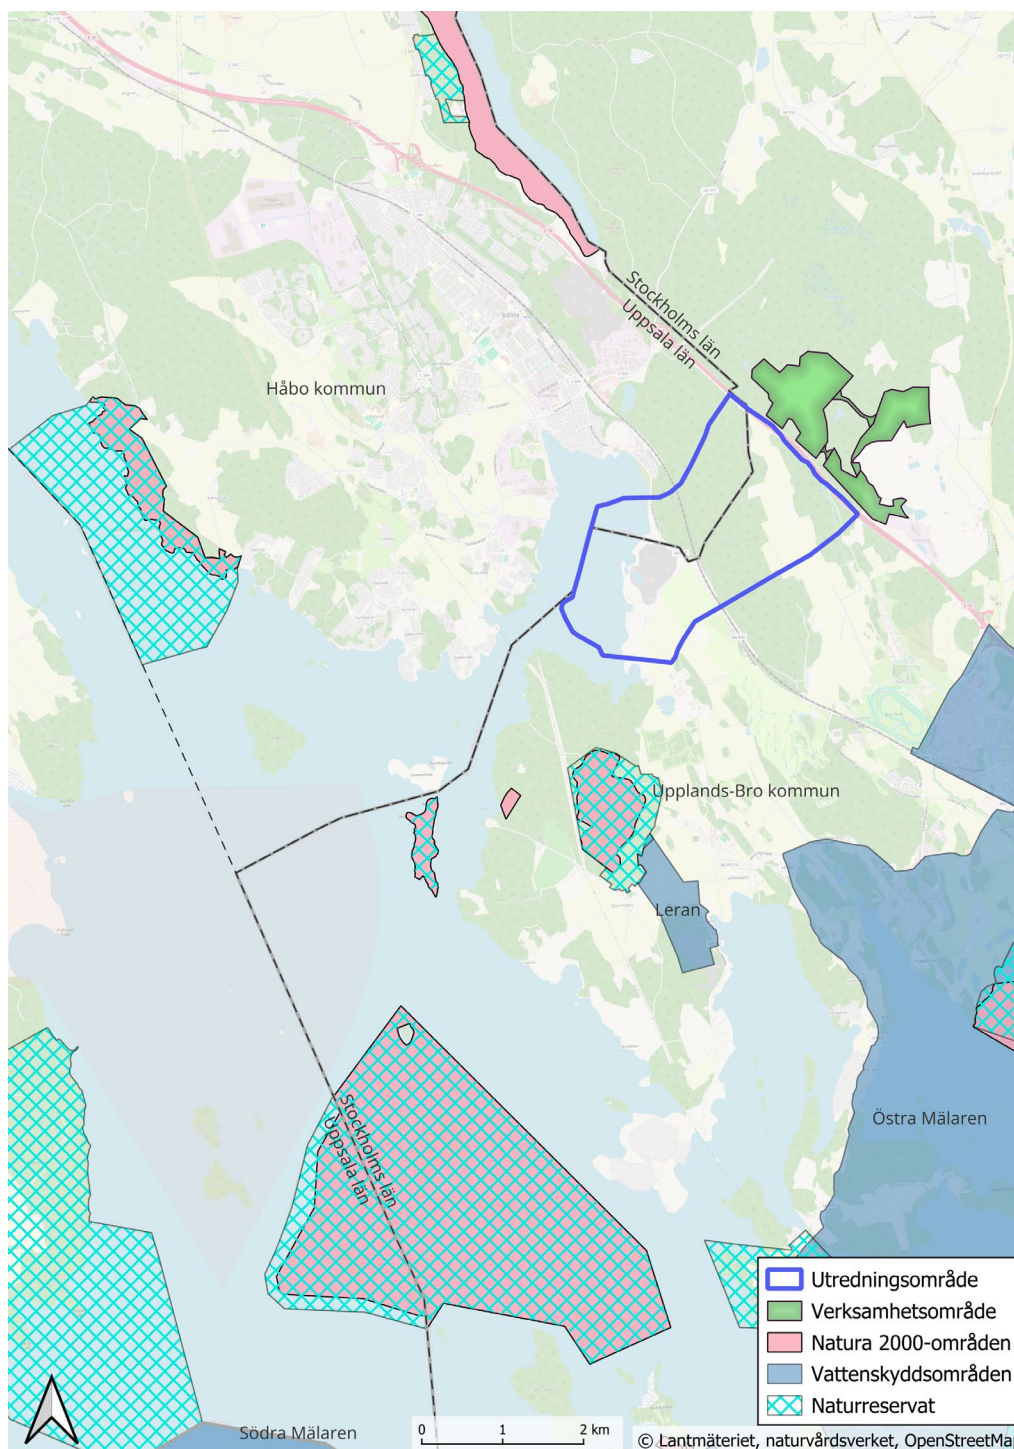 Stockholms län
Uppsala län
Håbo kommun
Upplands-Bro kommun
Leran
Östra Mälaren
Stockholms län
Uppsala län
Södra Mälaren
Utredningsområde
Verksamhetsområde
Natura 2000-områden
Vattenskyddsområden
Naturreservat
0 1 2 km
© Lantmäteriet, naturvårdsverket, OpenStreetMa